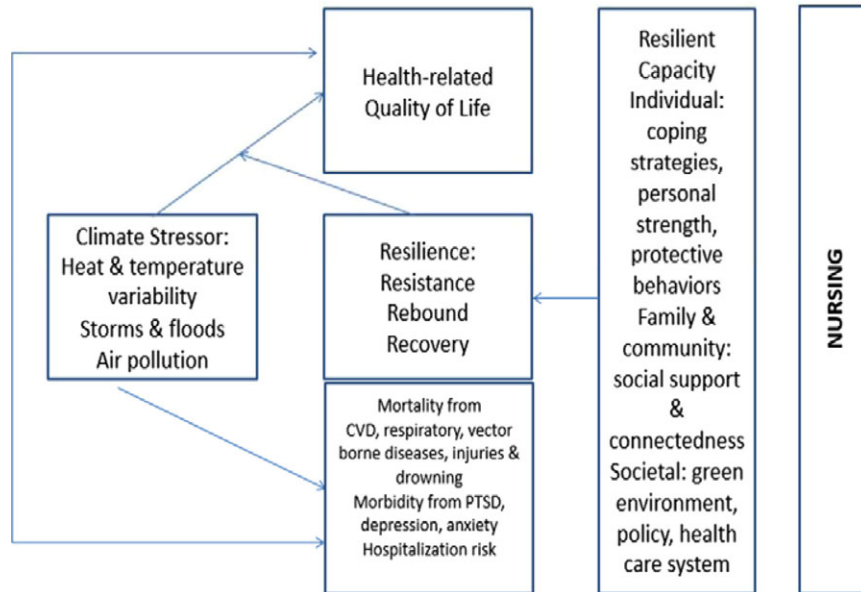 Health-related
Quality of Life
Climate Stressor:
Heat & temperature
variability
Storms & floods
Air pollution
Resilience:
Resistance
Rebound
Recovery
Mortality from
CVD, respiratory, vector
borne diseases, injuries &
drowning
Morbidity from PTSD,
depression, anxiety
Hospitalization risk
Resilient
Capacity
Individual:
coping
strategies,
personal
strength,
protective
behaviors
Family &
community:
social support
&
connectedness
Societal: green
environment,
policy, health
care system
NURSING